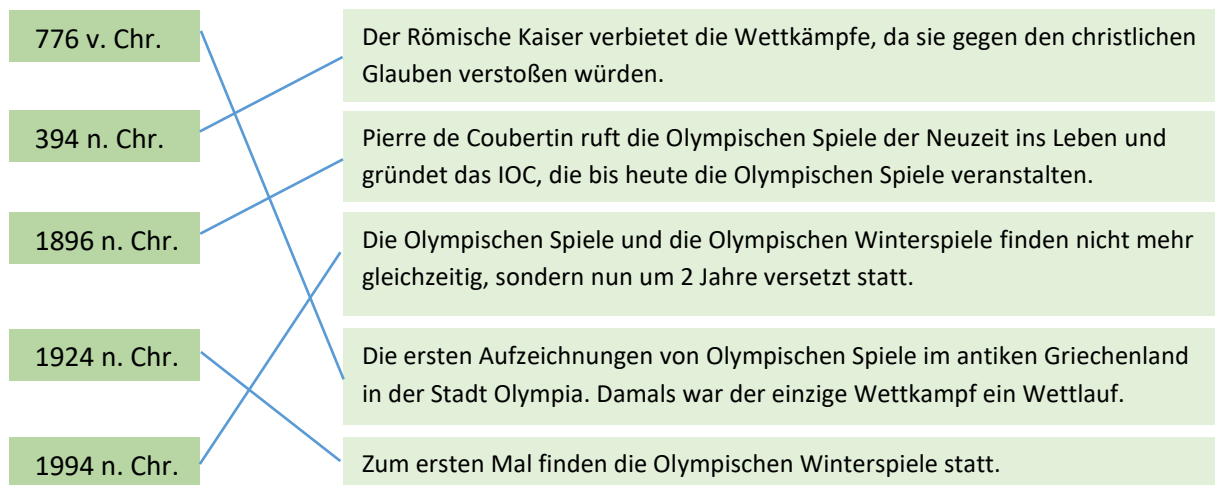 776 v. Chr.
Der Römische Kaiser verbietet die Wettkämpfe, da sie gegen den christlichen
Glauben verstoßen würden.
394 n. Chr.
Pierre de Coubertin ruft die Olympischen Spiele der Neuzeit ins Leben und
gründet das IOC, die bis heute die Olympischen Spiele veranstalten.
1896 n. Chr.
Die Olympischen Spiele und die Olympischen Winterspiele finden nicht mehr
gleichzeitig, sondern nun um 2 Jahre versetzt statt.
1924 n. Chr.
Die ersten Aufzeichnungen von Olympischen Spiele im antiken Griechenland
in der Stadt Olympia. Damals war der einzige Wettkampf ein Wettlauf.
1994 n. Chr.
Zum ersten Mal finden die Olympischen Winterspiele statt.